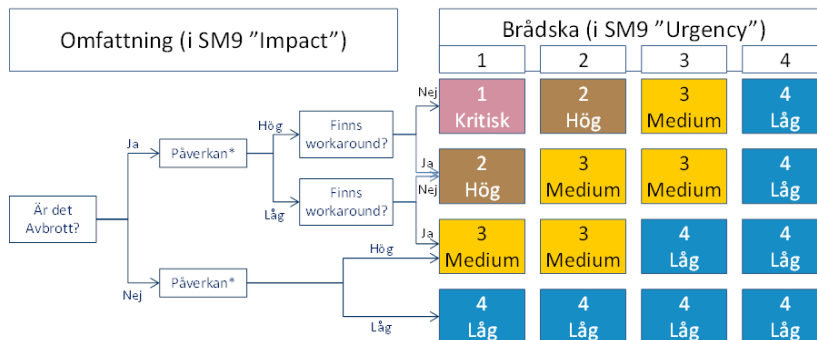 Omfattning (i SM9 "Impact")
Brådska (i SM9 "Urgency")
1 2 3 4
Nej
1 2 3 4
Kritisk Hög Medium Låg
Hög
Finns
workaround?
Ja
Påverkan*
Ja
Nej
2 3 3 4
Hög Medium Medium Låg
Låg
Finns
workaround?
Är det
Avbrott?
Ja
Hög
3 3 4 4
Medium Medium Låg Låg
Nej
Påverkan*
Låg
4 4 4 4
Låg Låg Låg Låg